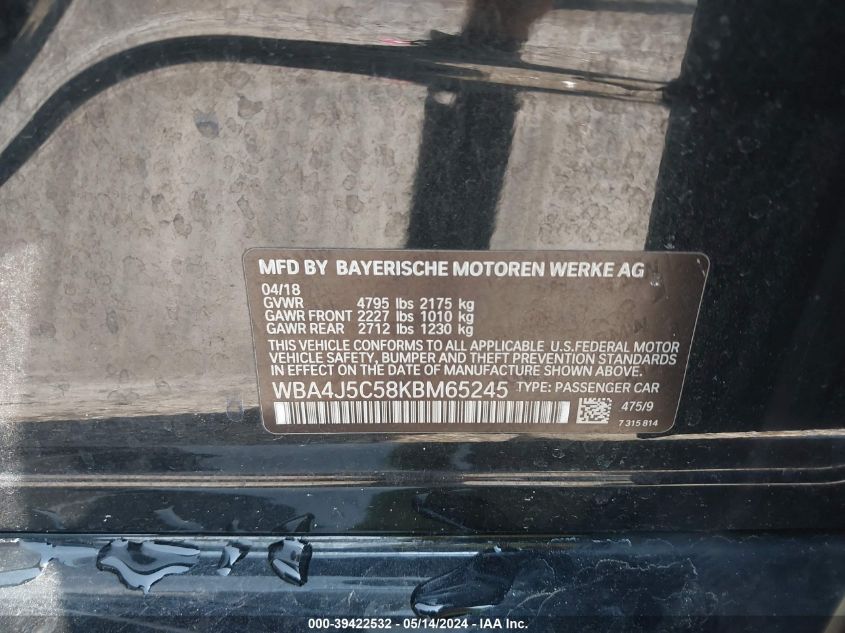 MFD BY BAYERISCHE MOTOREN WERKE AG
04/18
GVWR 4795 lbs 2175 kg
GAWR FRONT 2227 lbs 1010 kg
GAWR REAR 2712 lbs 1230 kg
THIS VEHICLE CONFORMS TO ALL APPLICABLE U.S.FEDERAL MOTOR
VEHICLE SAFETY, BUMPER AND THEFT PREVENTION STANDARDS
IN EFFECT ON THE DATE OF MANUFACTURE SHOWN ABOVE.
WBA4J5C58KBM65245 TYPE: PASSENGER CAR
475/9
7 315 814
000-39422532 - 05/14/2024 - IAA Inc.